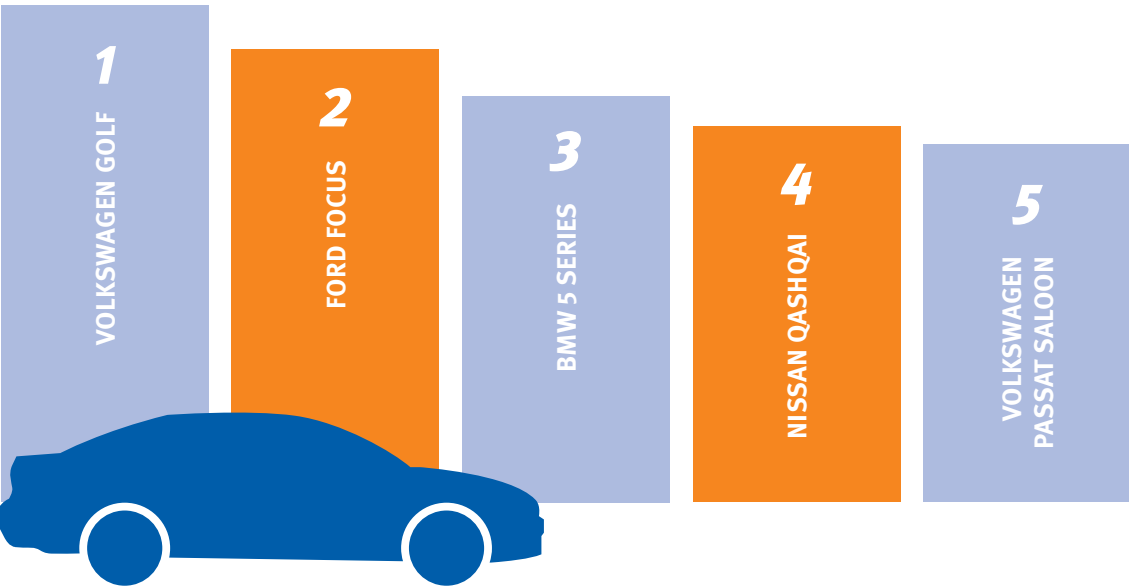 1
VOLKSWAGEN GOLF
2
FORD FOCUS
3
BMW 5 SERIES
4
NISSAN QASHQAI
5
VOLKSWAGEN
PASSAT SALOON